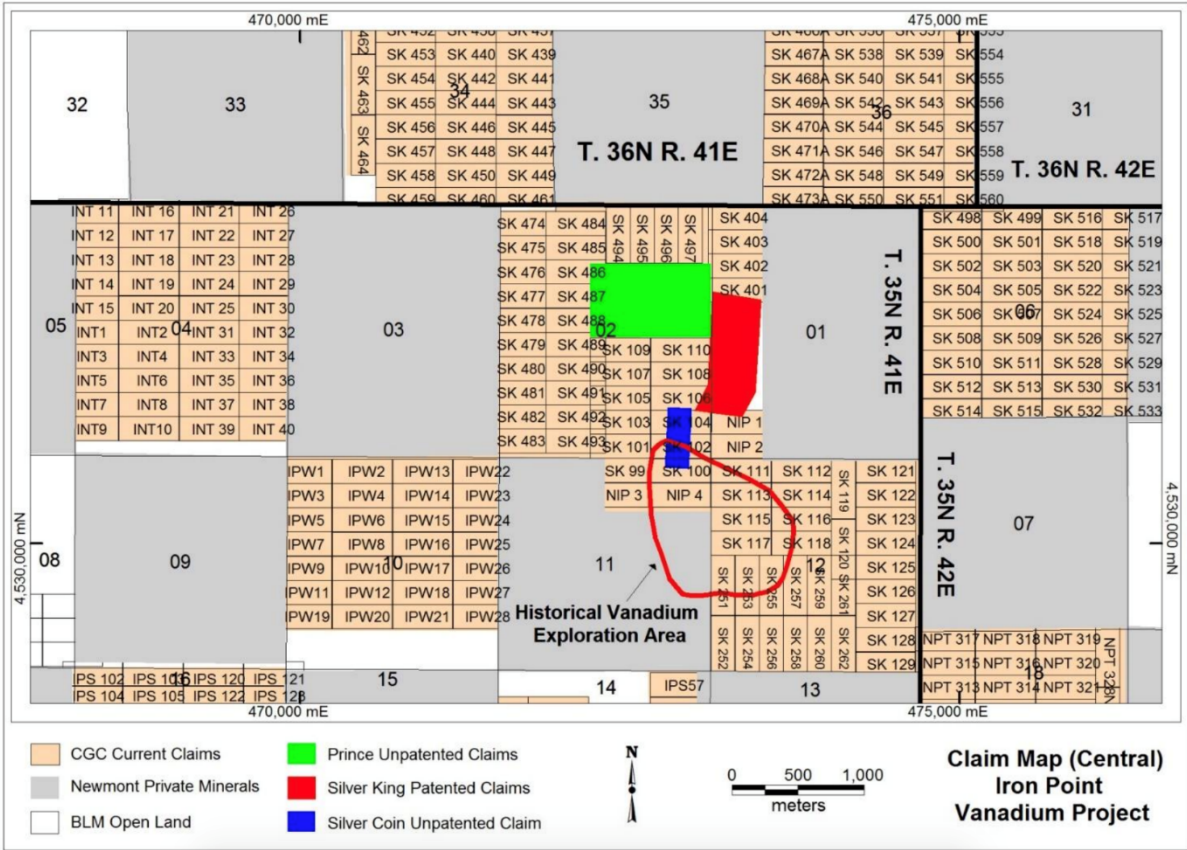 470,000 mE 475,000 mE
SK 453 SK 440 SK 439 SK 467A SK 538 SK 539 SK 554
462 SK 463 SK 464
SK 454 SK 442 SK 441 SK 468A SK 540 SK 541 SK 555
32 33 34 35 36 31
SK 455 SK 444 SK 443 SK 469A SK 542 SK 543 SK 556
SK 456 SK 446 SK 445 SK 470A SK 544 SK 545 SK 557
T. 36N R. 41E
SK 457 SK 448 SK 447 SK 471A SK 546 SK 547 SK 558
SK 458 SK 450 SK 449 SK 472A SK 548 SK 549 SK 559
T. 36N R. 42E
SK 459 SK 460 SK 461 SK 473A SK 550 SK 551 SK 560
INT 11 INT 16 INT 21 INT 26 SK 474 SK 484 SK 494 SK 495 SK 496 SK 497 SK 404 SK 498 SK 499 SK 516 SK 517
INT 12 INT 17 INT 22 INT 27 SK 475 SK 485 SK 403 SK 500 SK 501 SK 518 SK 519
INT 13 INT 18 INT 23 INT 28 SK 476 SK 486 SK 402 SK 502 SK 503 SK 520 SK 521
INT 14 INT 19 INT 24 INT 29 SK 477 SK 487 SK 401 SK 504 SK 505 SK 522 SK 523
T. 35N R. 41E
INT 15 INT 20 INT 25 INT 30 SK 478 SK 488 SK 506 SK 507 SK 524 SK 525
05 04 03 02 01 06
INT1 INT2 INT 31 INT 32 SK 479 SK 489 SK 109 SK 110 SK 508 SK 509 SK 526 SK 527
INT3 INT4 INT 33 INT 34 SK 480 SK 490 SK 107 SK 108 SK 510 SK 511 SK 528 SK 529
INT5 INT6 INT 35 INT 36 SK 481 SK 491 SK 105 SK 106 SK 512 SK 513 SK 530 SK 531
INT7 INT8 INT 37 INT 38 SK 482 SK 492 SK 103 SK 104 NIP 1 SK 514 SK 515 SK 532 SK 533
INT9 INT10 INT 39 INT 40 SK 483 SK 493 SK 101 SK 102 NIP 2
IPW1 IPW2 IPW13 IPW22 SK 99 SK 100 SK 111 SK 112 SK 119 SK 121
IPW3 IPW4 IPW14 IPW23 NIP 3 NIP 4 SK 113 SK 114 SK 122
T. 35N R. 42E
IPW5 IPW6 IPW15 IPW24 SK 115 SK 116 SK 123
IPW7 IPW8 IPW16 IPW25 SK 117 SK 118 SK 120 SK 124
4,530,000 mN 08 09 10 11 12 07 4,530,000 mN
IPW9 IPW10 IPW17 IPW26 SK 251 SK 253 SK 255 SK 257 SK 259 SK 261 SK 125
IPW11 IPW12 IPW18 IPW27 SK 126
IPW19 IPW20 IPW21 IPW28 SK 127
Historical Vanadium
Exploration Area
SK 252 SK 254 SK 256 SK 258 SK 260 SK 262 SK 128 NPT 317 NPT 318 NPT 319 NPT 328N
SK 129 NPT 315 NPT 316 NPT 320
IPS 102 IPS 103 IPS 120 IPS 121 IPS57 NPT 313 NPT 314 NPT 321
16 15 14 13 18
IPS 104 IPS 105 IPS 122 IPS 123
470,000 mE 475,000 mE
CGC Current Claims
Newmont Private Minerals
BLM Open Land
Prince Unpatented Claims
Silver King Patented Claims
Silver Coin Unpatented Claim
N
0 500 1,000
meters
Claim Map (Central)
Iron Point
Vanadium Project